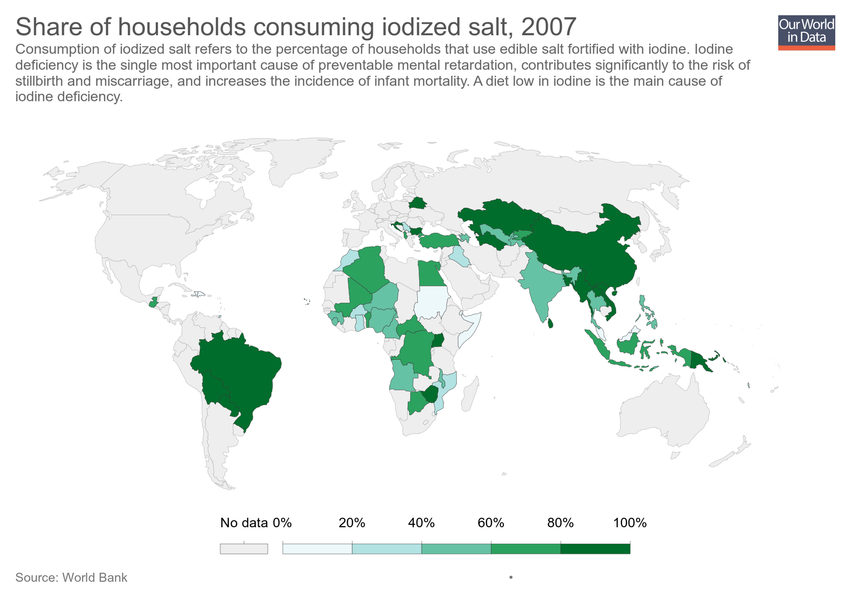 Share of households consuming iodized salt, 2007
Our World
in Data
Consumption of iodized salt refers to the percentage of households that use edible salt fortified with iodine. Iodine
deficiency is the single most important cause of preventable mental retardation, contributes significantly to the risk of
stillbirth and miscarriage, and increases the incidence of infant mortality. A diet low in iodine is the main cause of
iodine deficiency.
No data 0% 20% 40% 60% 80% 100%
Source: World Bank •